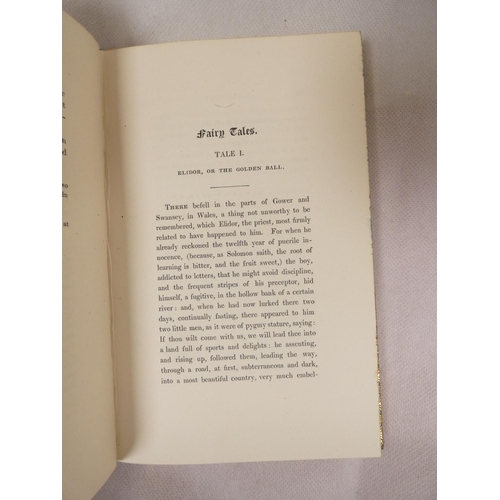 Fairy Tales.
TALE I.
ELIDOR, OR THE GOLDEN BALL.
THERE befell in the parts of Gower and
Swansey, in Wales, a thing not unworthy to be
remembered, which Elidor, the priest, most firmly
related to have happened to him. For when he
already reckoned the twelfth year of puerile in-
nocence, (because, as Solomon saith, the root of
learning is bitter, and the fruit sweet,) the boy,
addicted to letters, that he might avoid discipline,
and the frequent stripes of his preceptor, hid
himself, a fugitive, in the hollow bank of a certain
river: and, when he had now lurked there two
days, continually fasting, there appeared to him
two little men, as it were of pygmy stature, saying:
If thou wilt come with us, we will lead thee into
a land full of sports and delights: he assenting,
and rising up, followed them, leading the way,
through a road, at first, subterraneous and dark,
into a most beautiful country, very much embel-